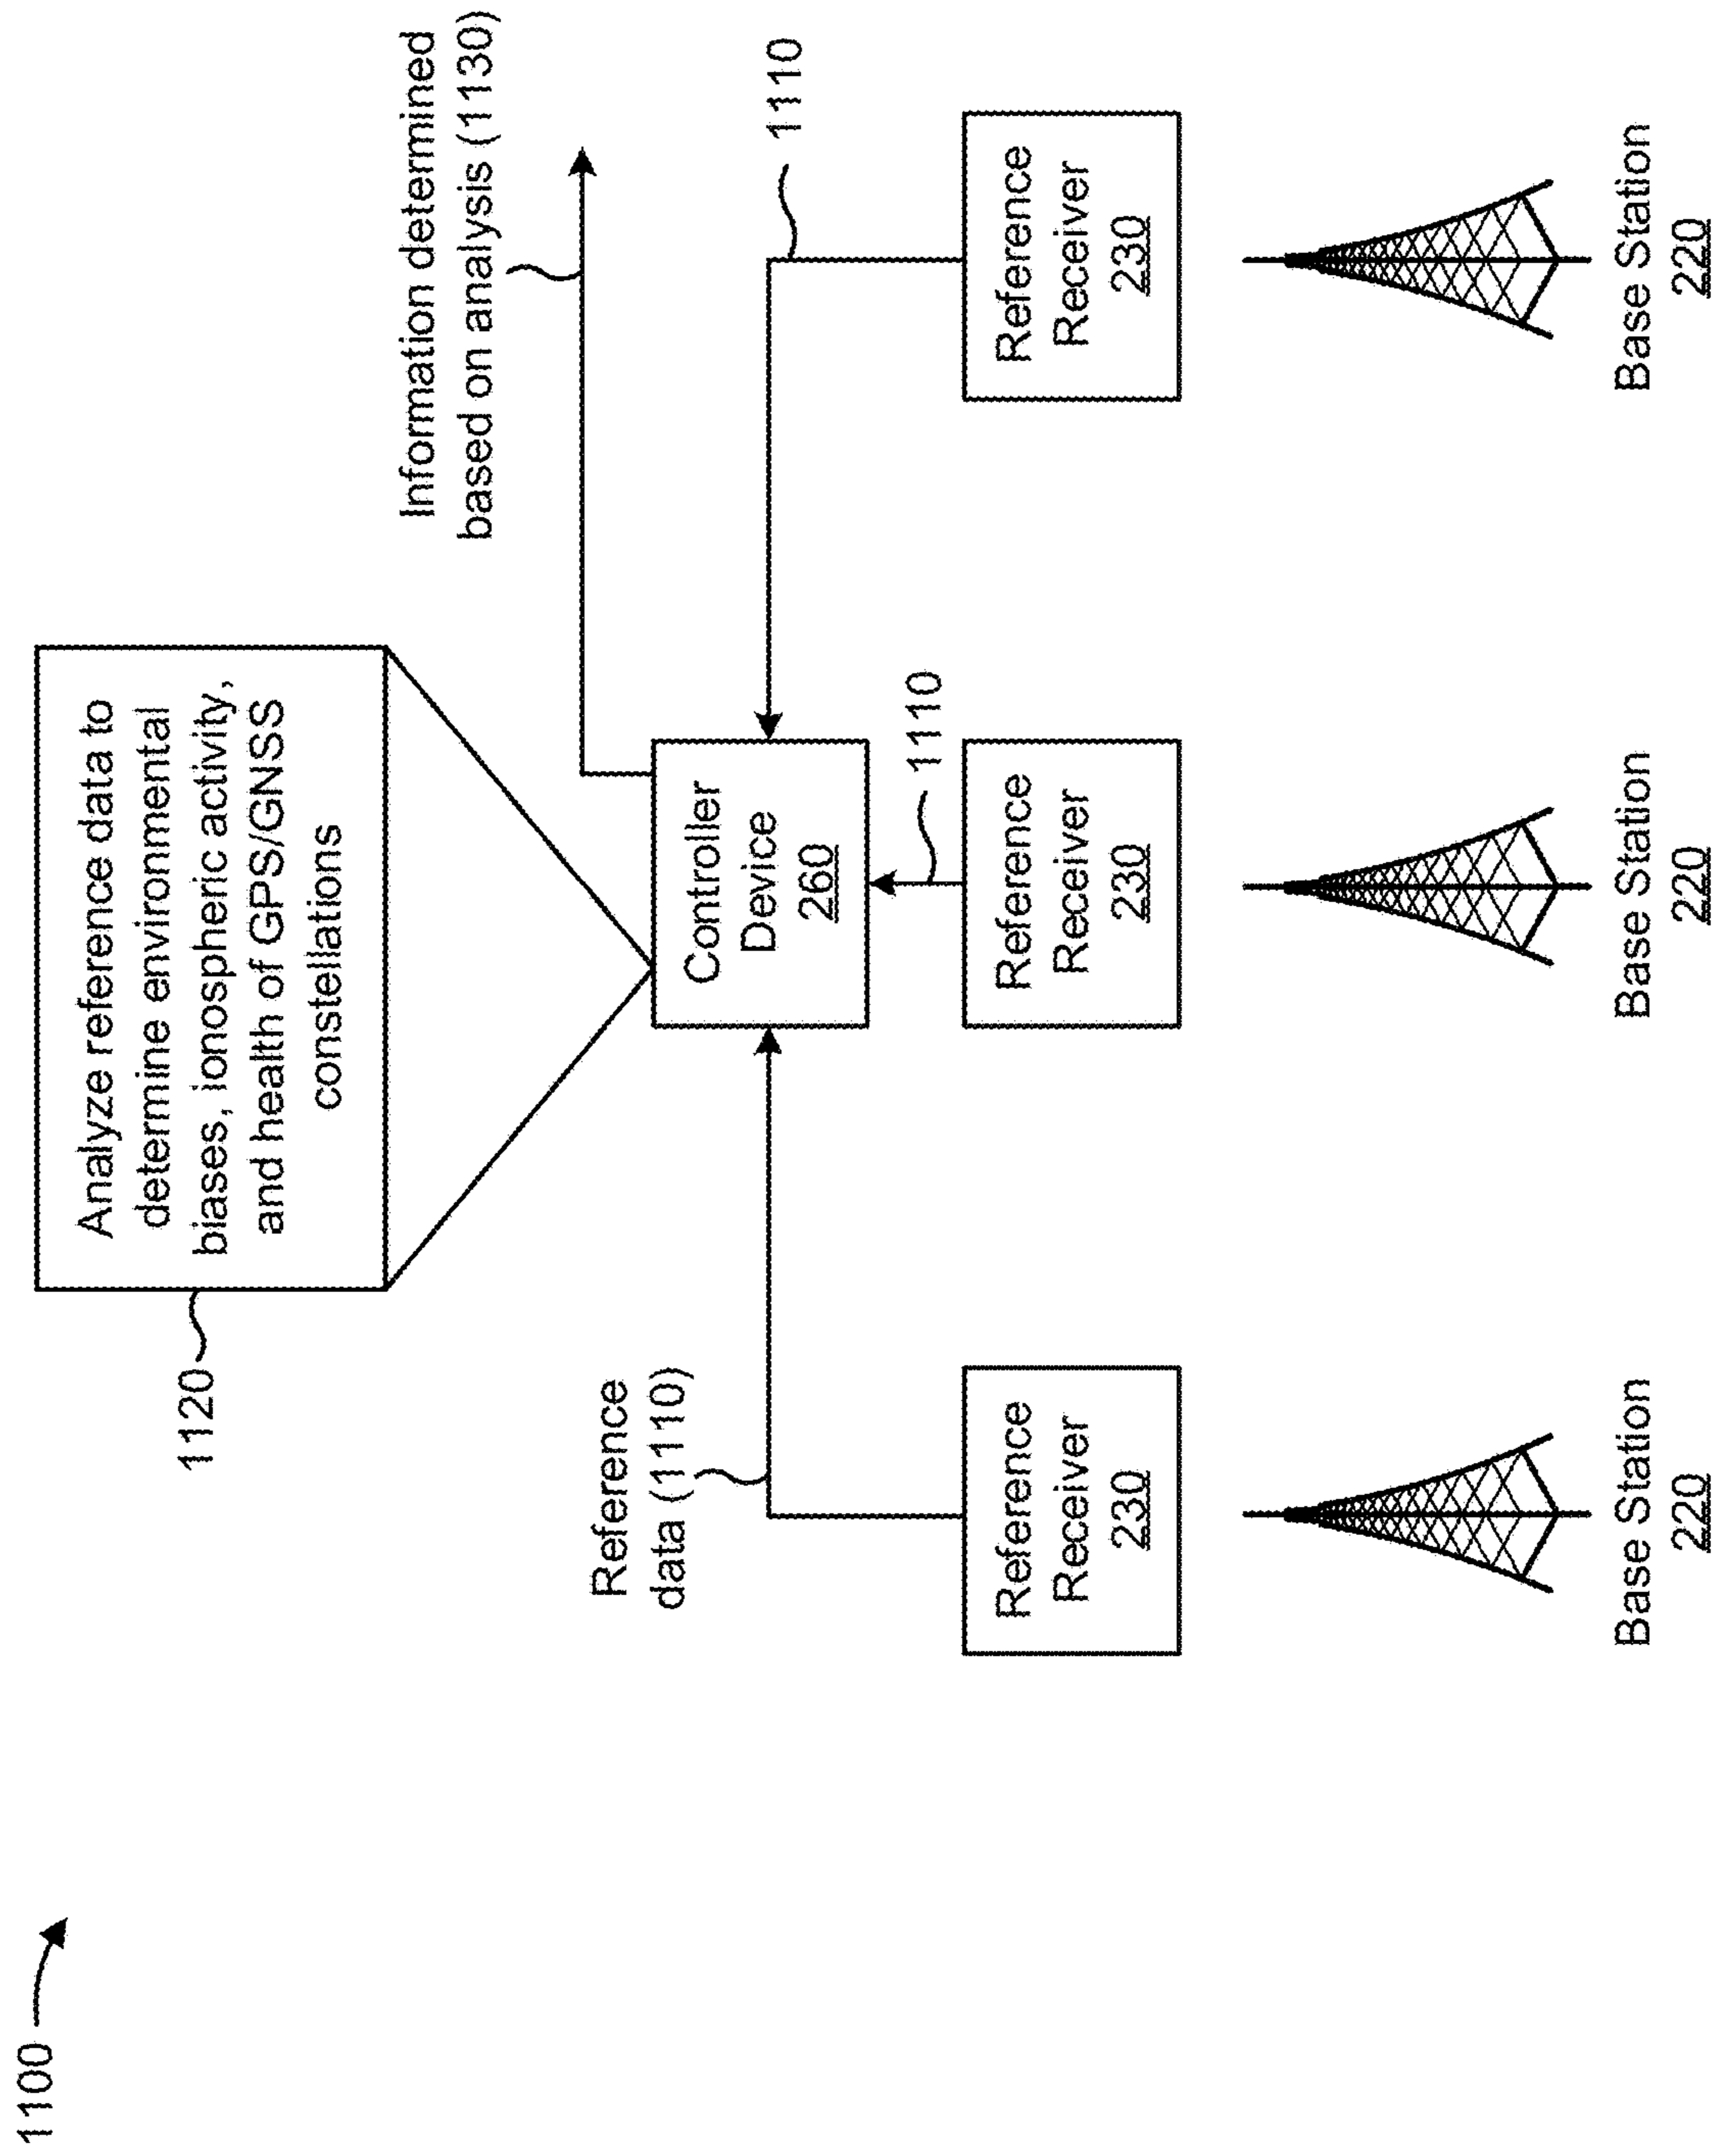 1100
1120
Analyze reference data to
determine environmental
biases, ionospheric activity,
and health of GPS/GNSS
constellations
Information determined
based on analysis (1130)
Reference
data (1110)
Controller
Device
260
1110
1110
Reference
Receiver
230
Reference
Receiver
230
Reference
Receiver
230
Base Station
220
Base Station
220
Base Station
220